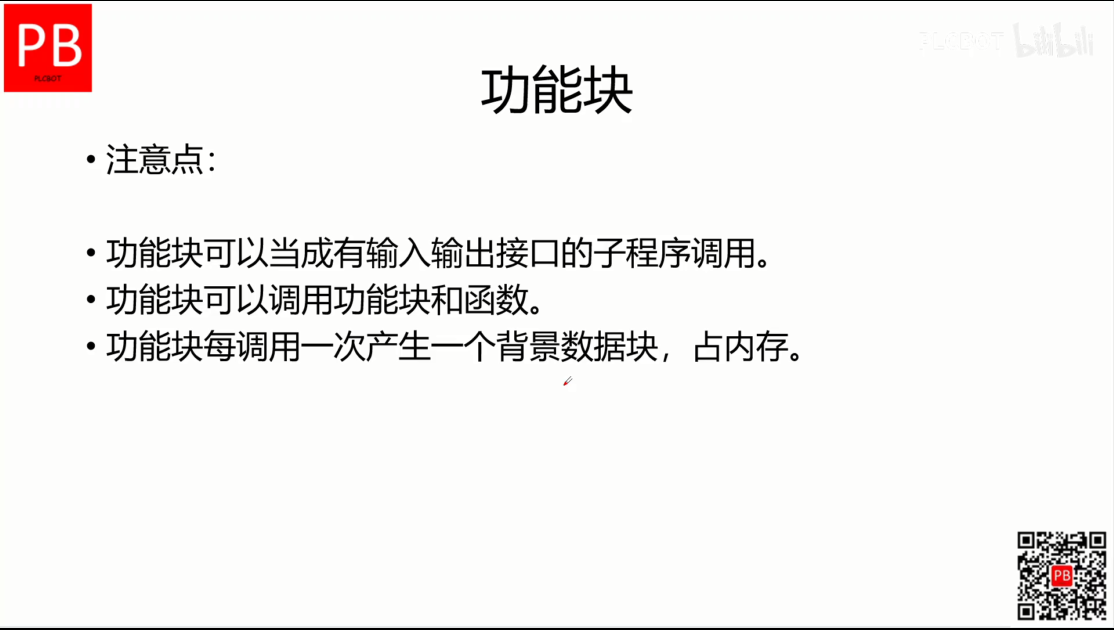 PB
PLCBOT
PLCBOT bilibili
功能块
• 注意点：
• 功能块可以当成有输入输出接口的子程序调用。
• 功能块可以调用功能块和函数。
• 功能块每调用一次产生一个背景数据块，占内存。
PB